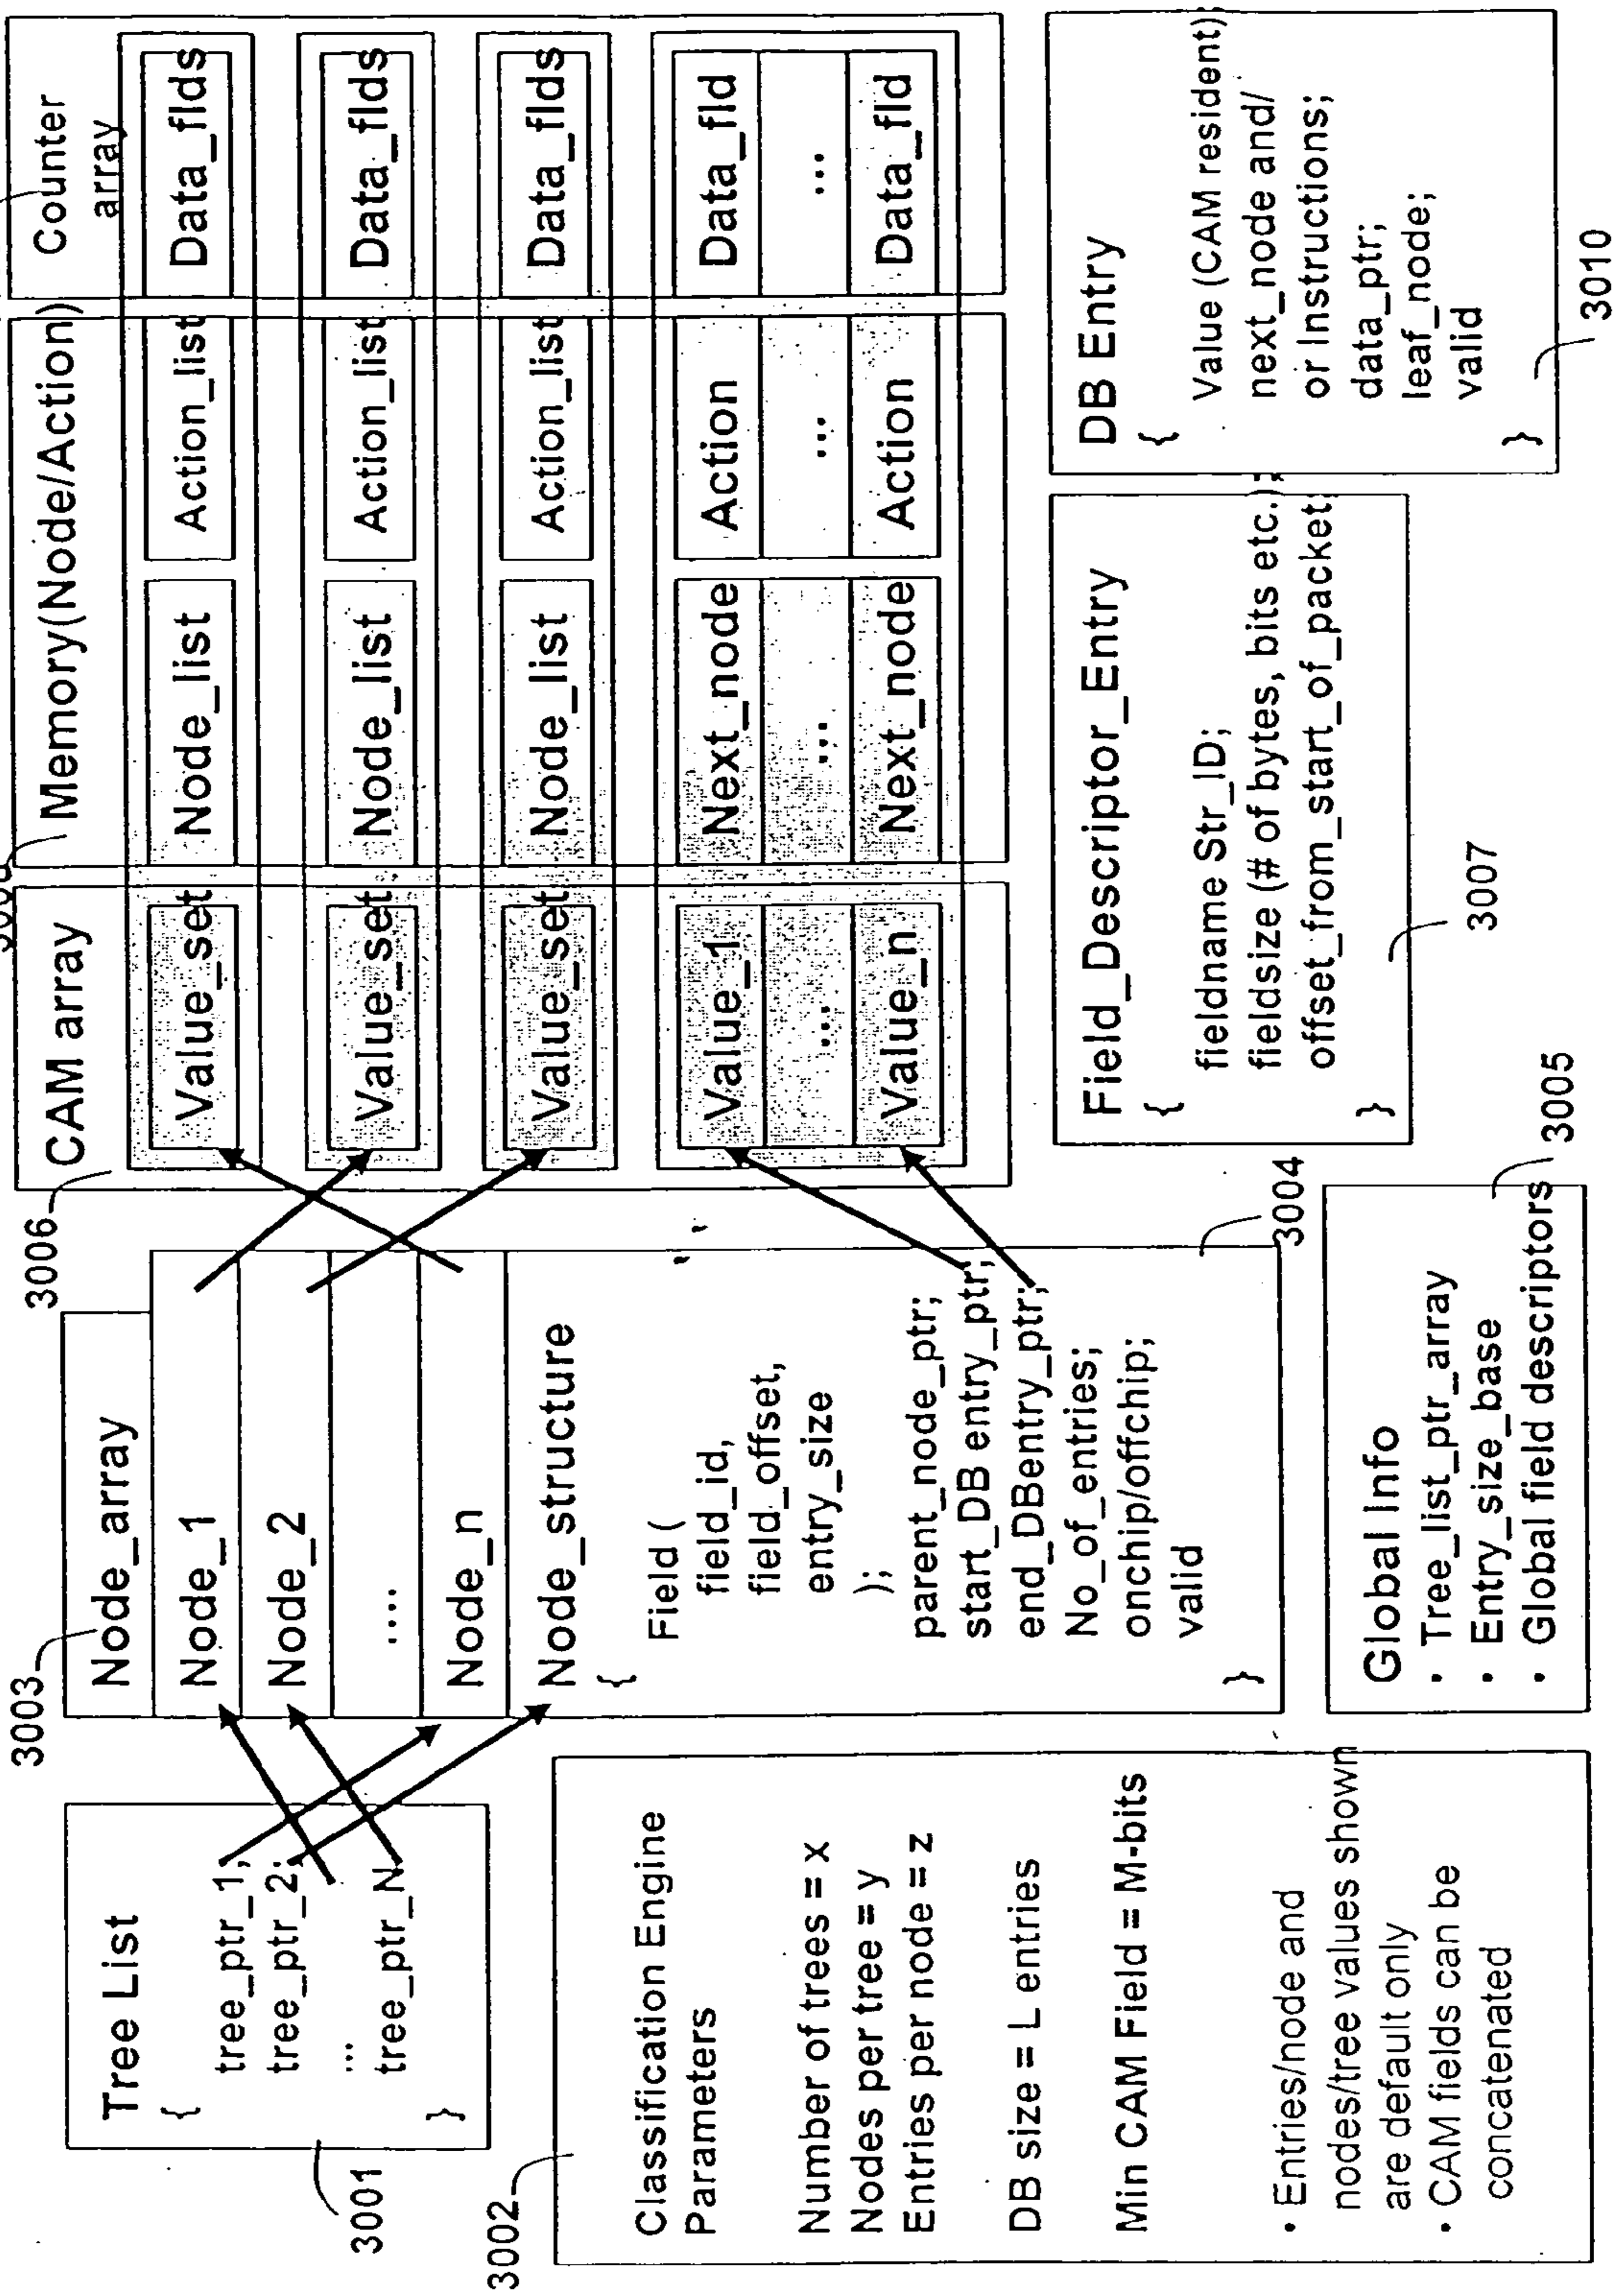 Tree List
{
tree_ptr_1;
tree_ptr_2;
...
tree_ptr_N
}
3001
3002
Classification Engine
Parameters
Number of trees = x
Nodes per tree = y
Entries per node = z
DB size = L entries
Min CAM Field = M-bits
• Entries/node and
nodes/tree values shown
are default only
• CAM fields can be
concatenated
3003
Node_array
Node_1
Node_2
....
Node_n
Node_structure
{
Field (
field_id,
field_offset,
entry_size
);
parent_node_ptr;
start_DB entry_ptr;
end_DBentry_ptr;
No_of_entries;
onchip/offchip;
valid
}
3004
Global Info
• Tree_list_ptr_array
• Entry_size_base
• Global field descriptors
3005
3006
CAM array
Memory(Node/Action)
Counter
array
Value_set Node_list Action_list Data_flds
Value_set Node_list Action_list Data_flds
Value_set Node_list Action_list Data_flds
Value_1 Next_node Action Data_fld
... ... ... ...
Value_n Next_node Action Data_fld
Field_Descriptor_Entry
{
fieldname Str_ID;
fieldsize (# of bytes, bits etc.);
offset_from_start_of_packet;
}
3007
DB Entry
{
Value (CAM resident);
next_node and/
or Instructions;
data_ptr;
leaf_node;
valid
}
3010